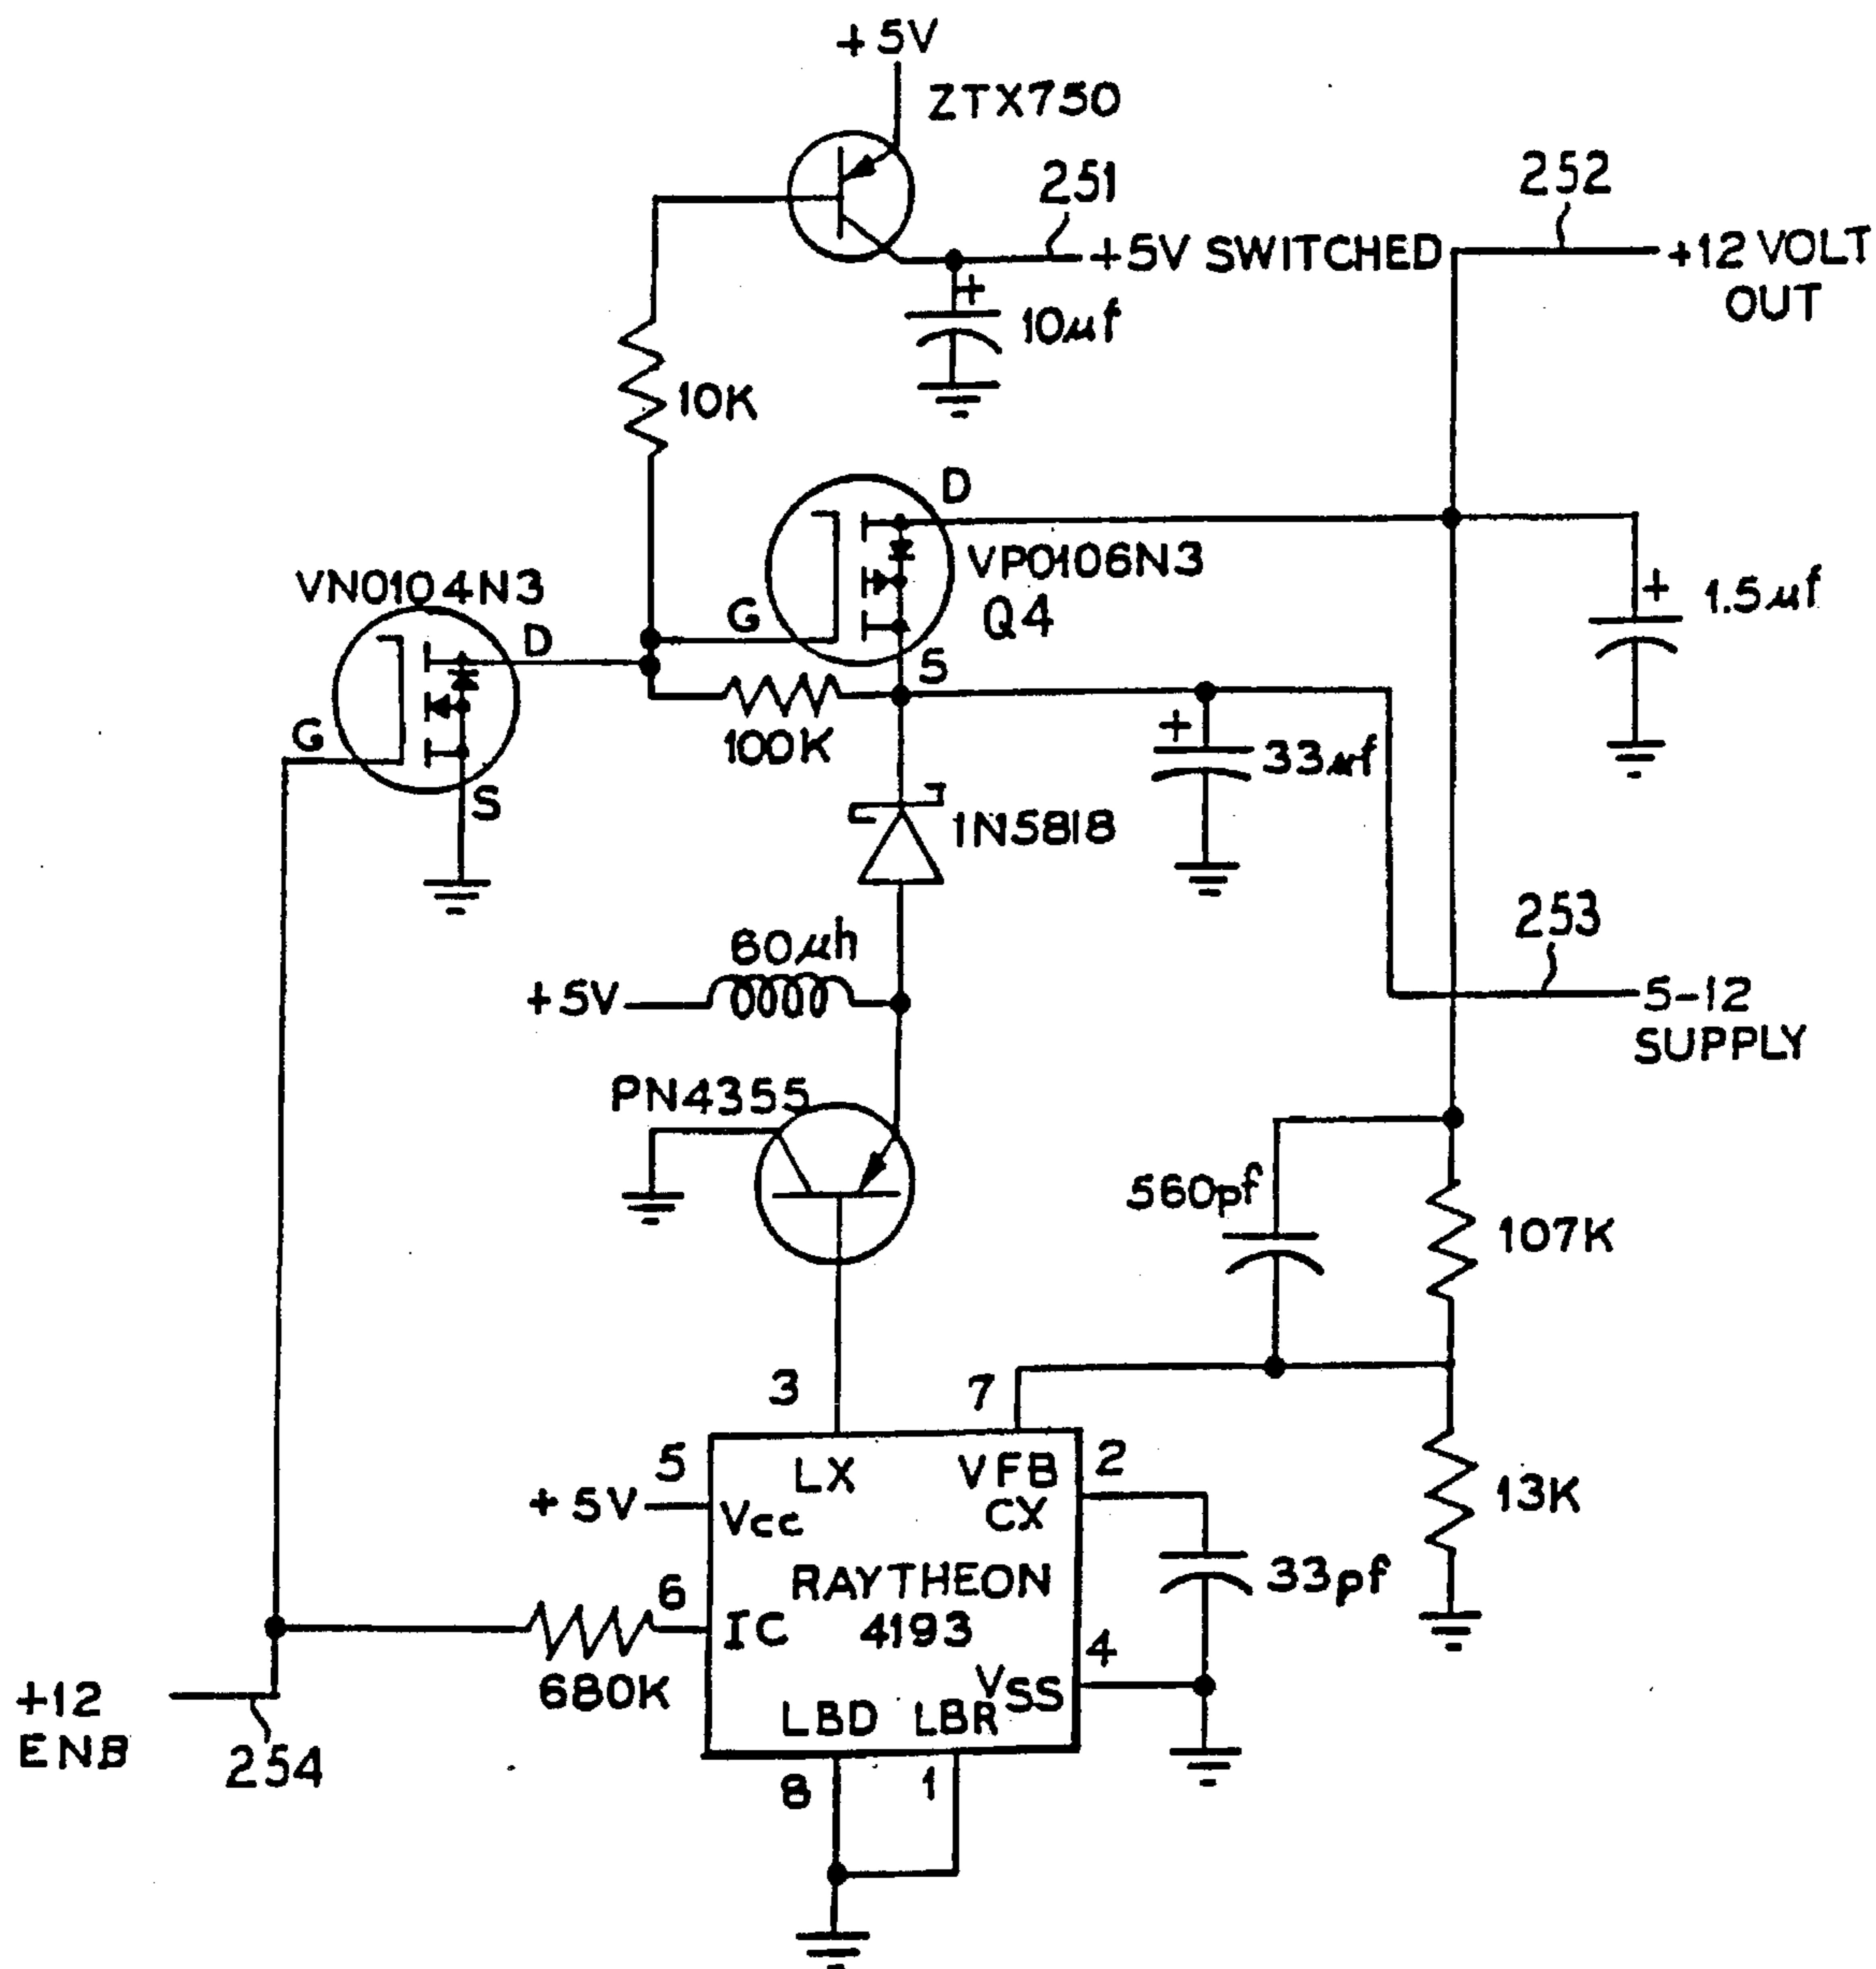 +5V
ZTX750
251
252
+5V SWITCHED
+12 VOLT
OUT
+
10µf
10K
D
VP0106N3
Q4
G
S
+
1.5µf
VN0104N3
D
G
S
100K
+
33µf
1N5818
60µh
+5V
253
5-12
SUPPLY
PN4355
560pf
107K
3
7
5
LX
VFB
2
+5V
Vcc
CX
13K
RAYTHEON
4193
33pf
6
IC
4
680K
VSS
LBD
LBR
+12
ENB
254
8
1